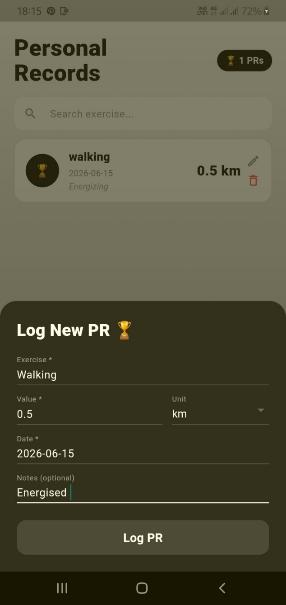 18:15
72%
Personal
Records
🏆 1 PRs
Search exercise...
walking
2026-06-15
Energizing
0.5 km
Log New PR 🏆
Exercise *
Walking
Value *
0.5
Unit
km
Date *
2026-06-15
Notes (optional)
Energised
Log PR